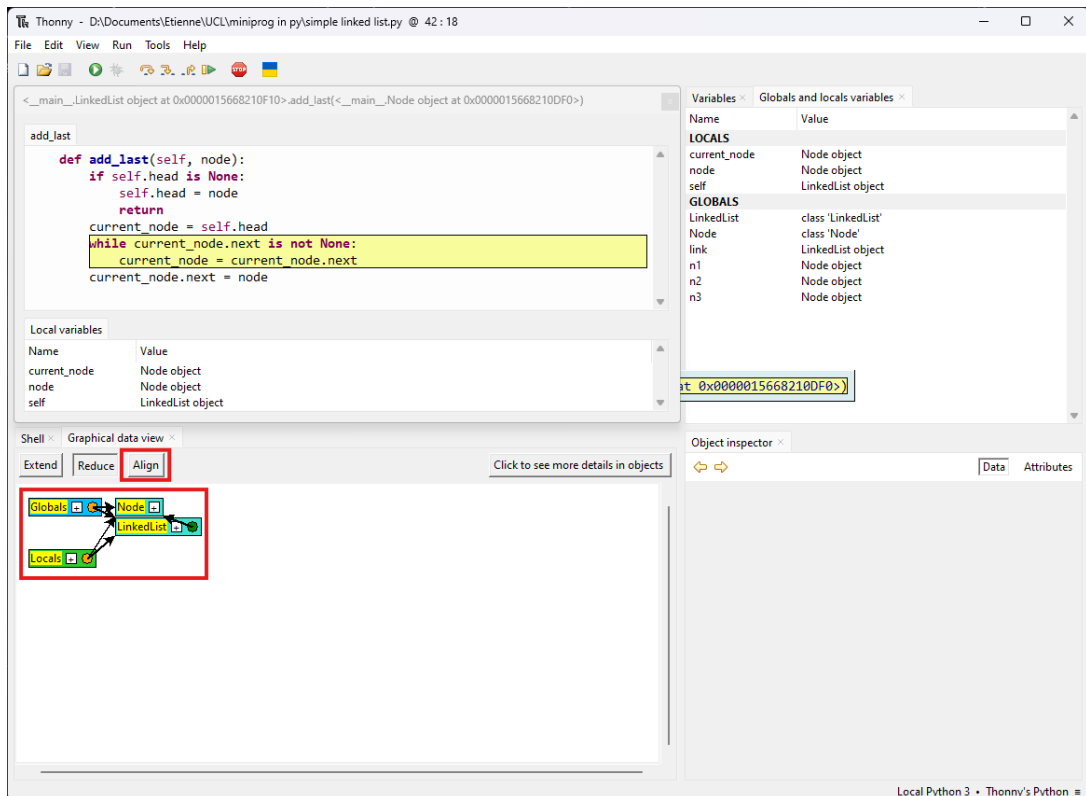 Thonny - D:\Documents\Etienne\UCL\miniprog in py\simple linked list.py @ 42 : 18
File Edit View Run Tools Help
STOP
<__main__.LinkedList object at 0x0000015668210F10>.add_last(<__main__.Node object at 0x0000015668210DF0>)
add_last
def add_last(self, node):
if self.head is None:
self.head = node
return
current_node = self.head
while current_node.next is not None:
current_node = current_node.next
current_node.next = node
Local variables
Name Value
current_node Node object
node Node object
self LinkedList object
Variables Globals and locals variables
Name Value
LOCALS
current_node Node object
node Node object
self LinkedList object
GLOBALS
LinkedList class 'LinkedList'
Node class 'Node'
link LinkedList object
n1 Node object
n2 Node object
n3 Node object
at 0x0000015668210DF0>)
Shell Graphical data view
Extend Reduce Align Click to see more details in objects
Globals + Node +
LinkedList +
Locals +
Object inspector
Data Attributes
Local Python 3 • Thonny's Python ≡